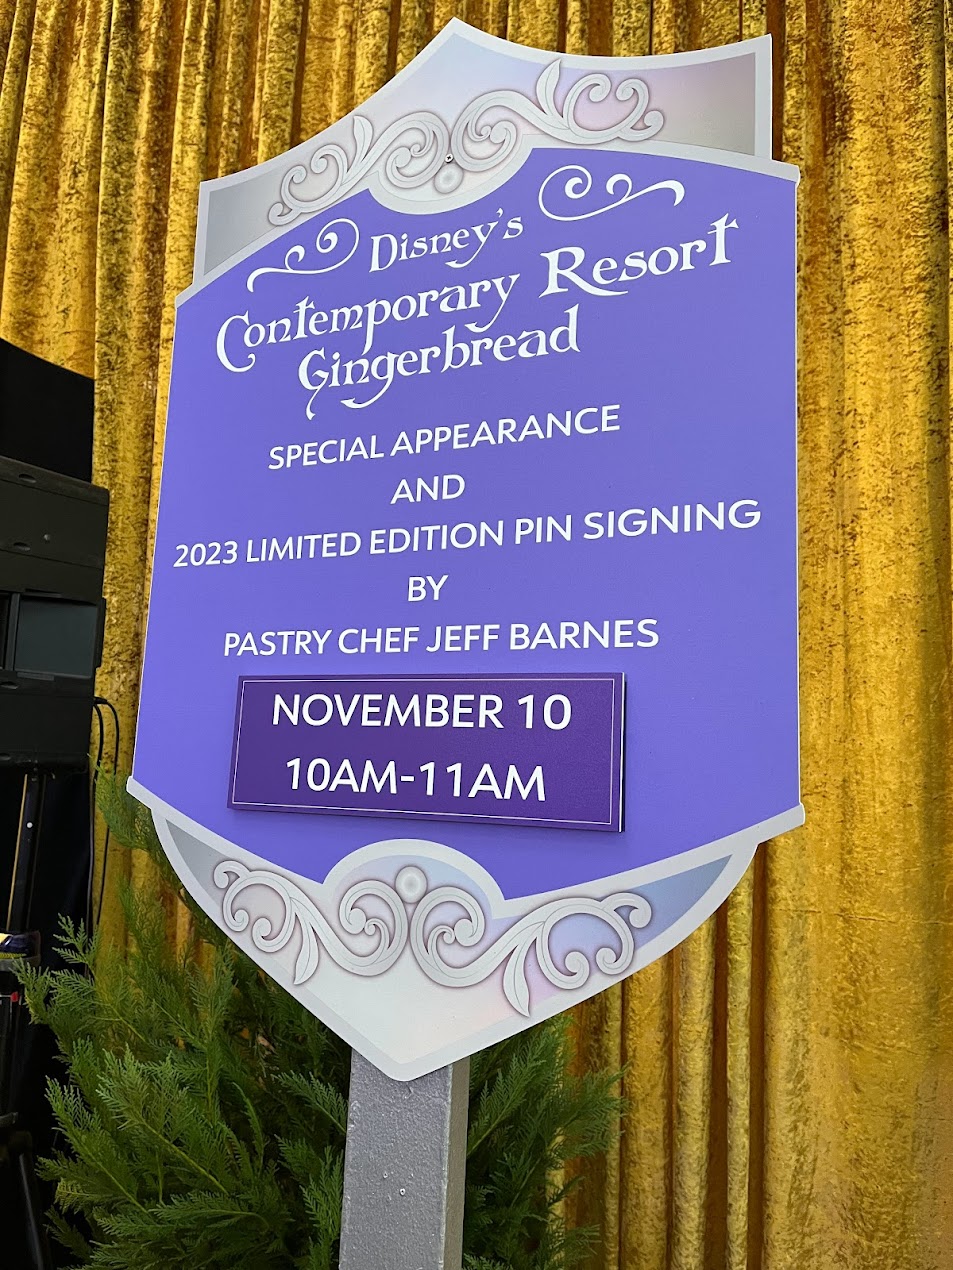 Disney's
Contemporary Resort
Gingerbread
SPECIAL APPEARANCE
AND
2023 LIMITED EDITION PIN SIGNING
BY
PASTRY CHEF JEFF BARNES
NOVEMBER 10
10AM-11AM